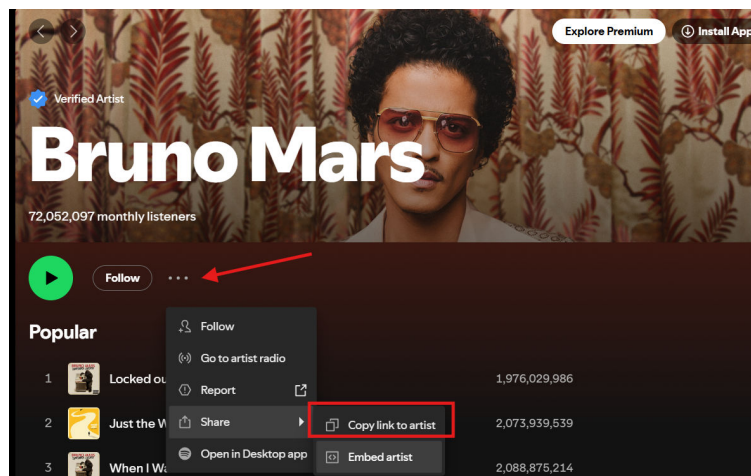 Explore Premium
Install App
Verified Artist
Bruno Mars
72,052,097 monthly listeners
Follow
Popular
Follow
Go to artist radio
Report
Share
Open in Desktop app
Copy link to artist
Embed artist
1 Locked ou 1,976,029,986
2 Just the W 2,073,939,539
3 When I Wa 2,088,875,214